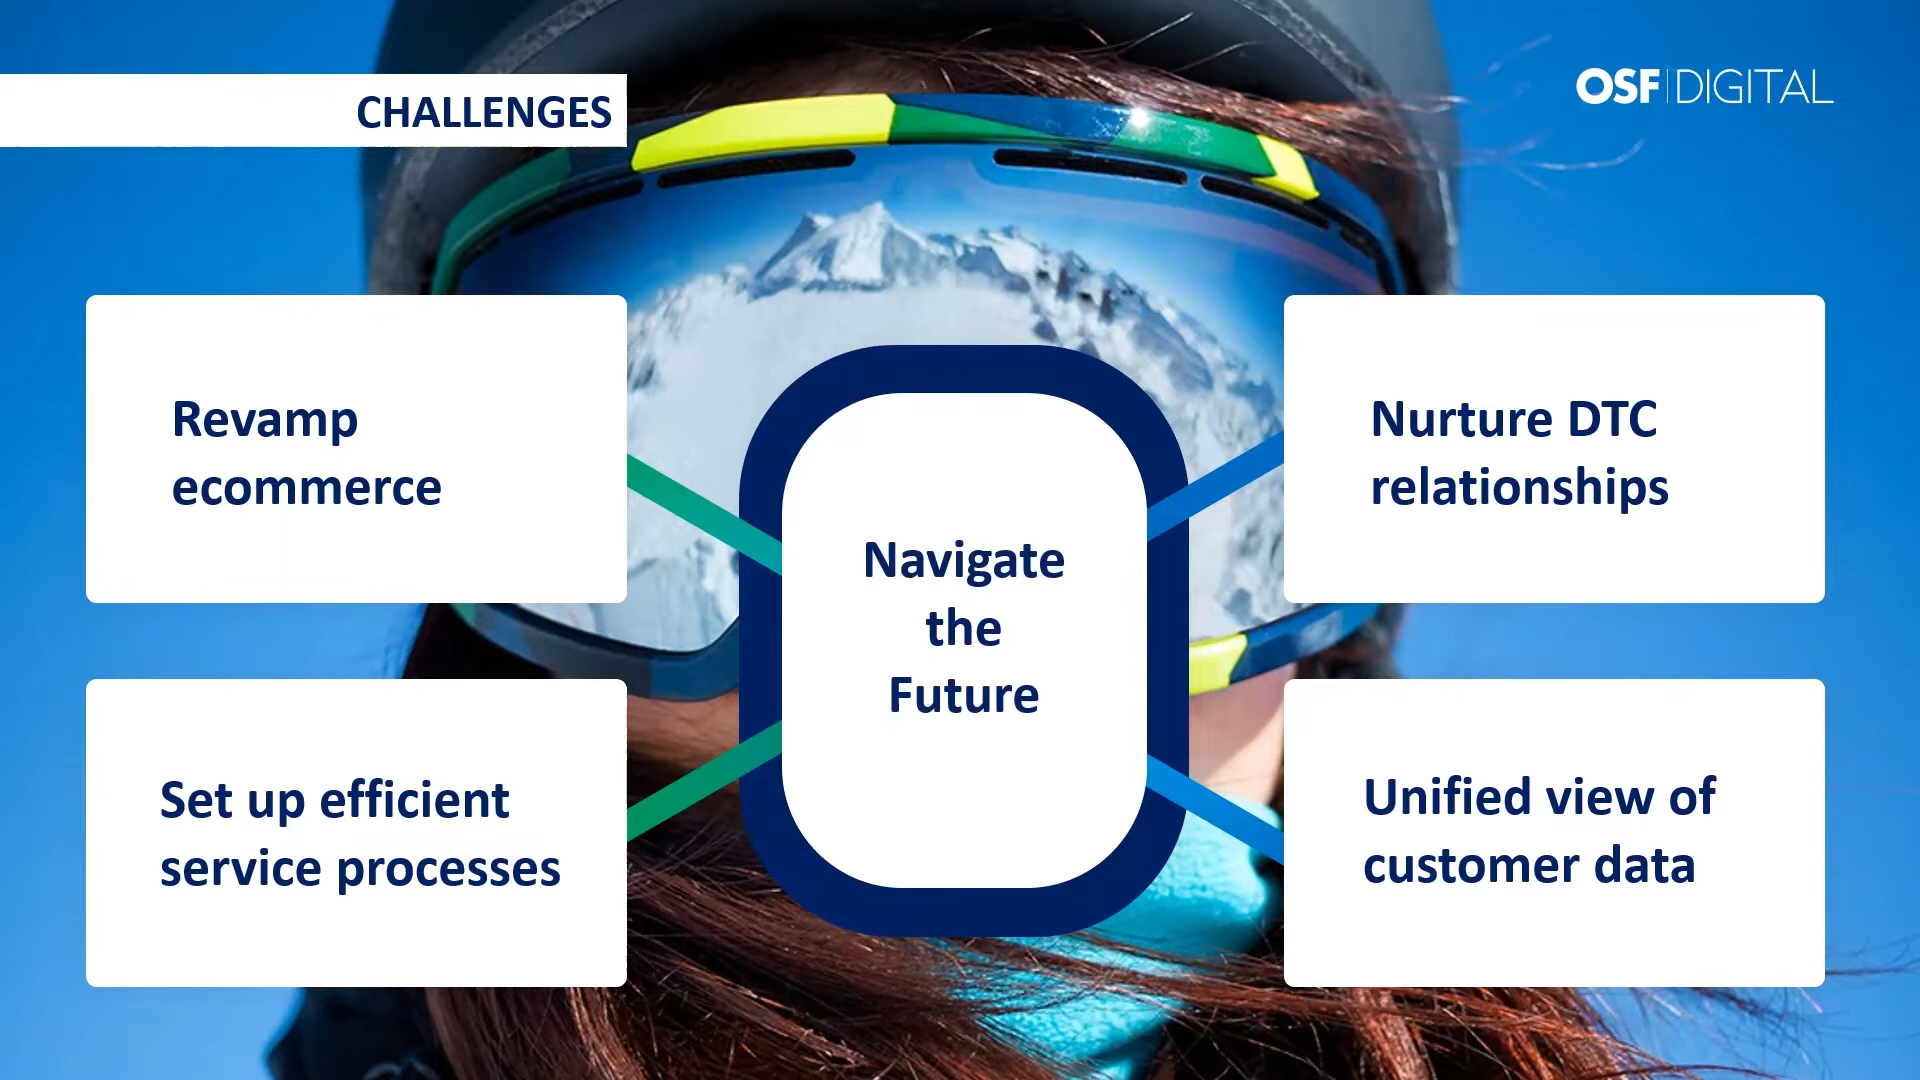 CHALLENGES
OSF DIGITAL
Revamp
ecommerce
Nurture DTC
relationships
Navigate
the
Future
Set up efficient
service processes
Unified view of
customer data